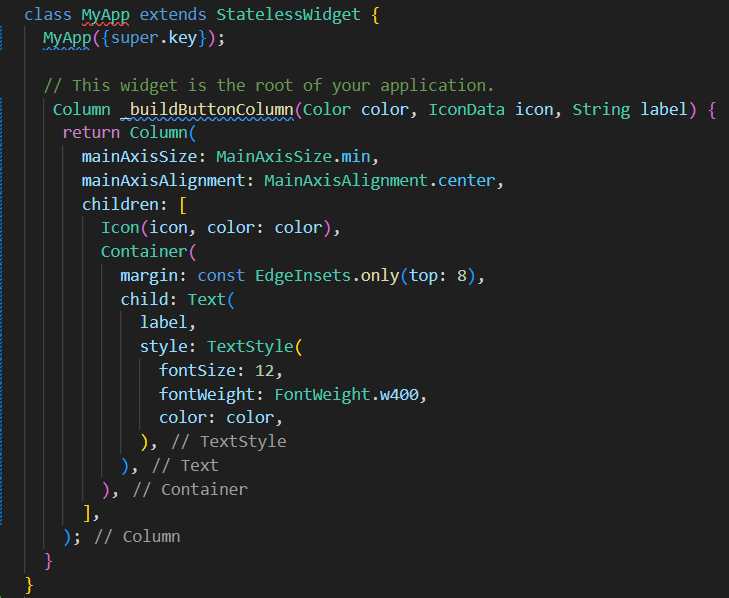 class MyApp extends StatelessWidget {
  MyApp({super.key});

  // This widget is the root of your application.
   Column _buildButtonColumn(Color color, IconData icon, String label) {
    return Column(
      mainAxisSize: MainAxisSize.min,
      mainAxisAlignment: MainAxisAlignment.center,
      children: [
        Icon(icon, color: color),
        Container(
          margin: const EdgeInsets.only(top: 8),
          child: Text(
            label,
            style: TextStyle(
              fontSize: 12,
              fontWeight: FontWeight.w400,
              color: color,
            ), // TextStyle
          ), // Text
        ), // Container
      ],
    ); // Column
  }
}